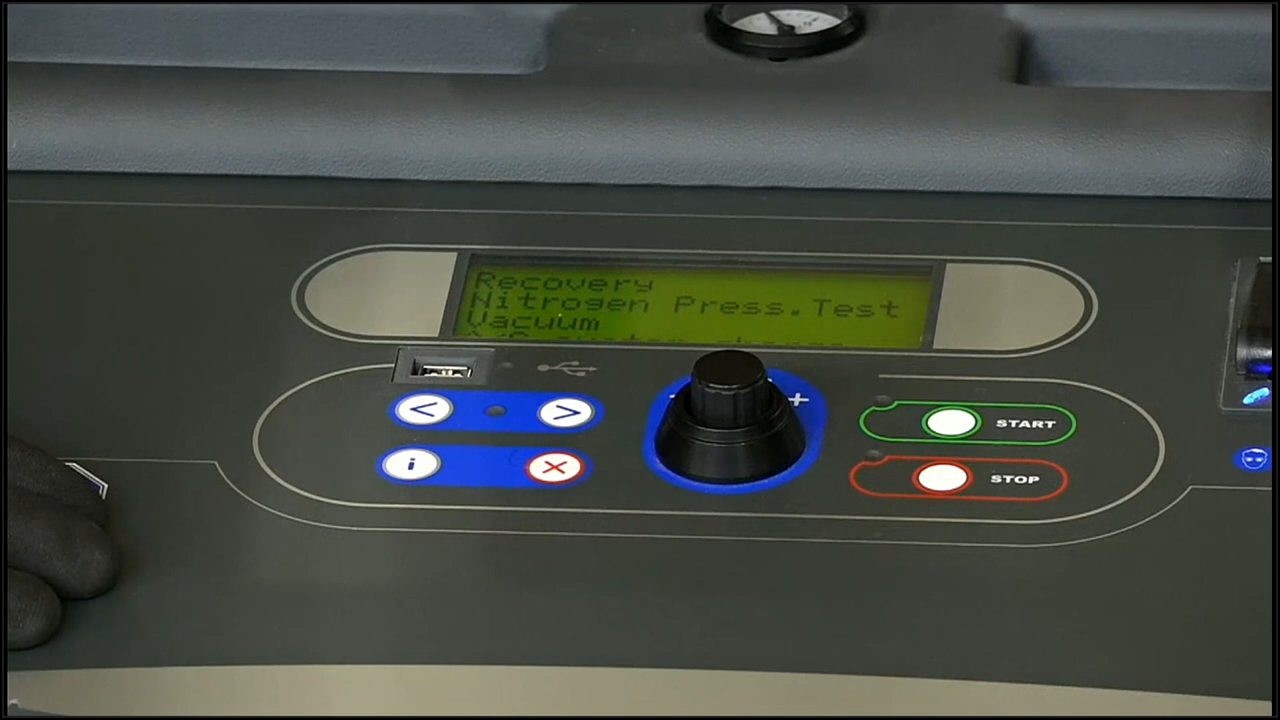 Recovery
Nitrogen Press.Test
Vacuum
- +
< >
START
i X
STOP